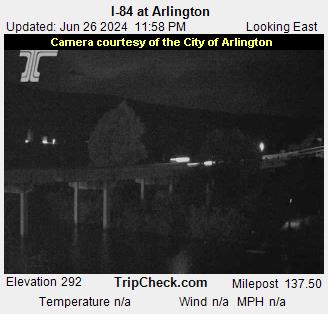 I-84 at Arlington
Updated: Jun 26 2024 11:58 PM Looking East
Camera courtesy of the City of Arlington
Elevation 292 TripCheck.com Milepost 137.50
Temperature n/a Wind n/a MPH n/a